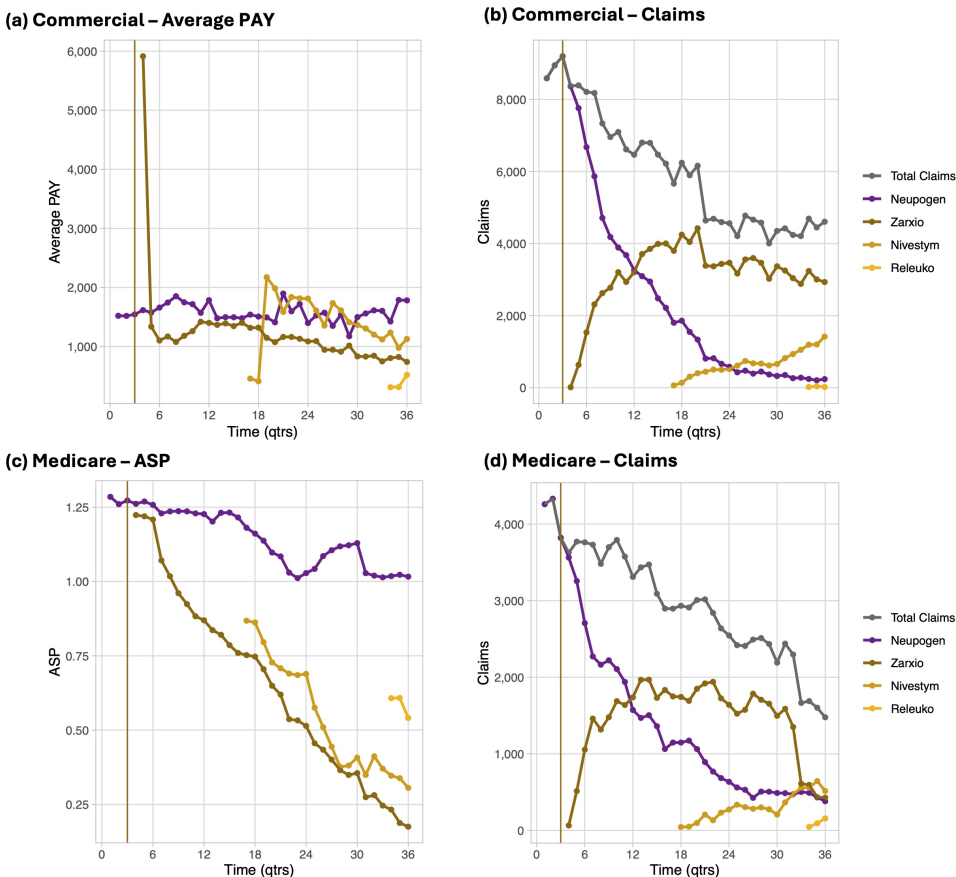 (a) Commercial – Average PAY
6,000
5,000
4,000
3,000
2,000
1,000
Average PAY
0 6 12 18 24 30 36
Time (qtrs)
(b) Commercial – Claims
8,000
6,000
4,000
2,000
0
Claims
0 6 12 18 24 30 36
Time (qtrs)
Total Claims
Neupogen
Zarxio
Nivestym
Releuko
(c) Medicare – ASP
1.25
1.00
0.75
0.50
0.25
ASP
0 6 12 18 24 30 36
Time (qtrs)
(d) Medicare – Claims
4,000
3,000
2,000
1,000
0
Claims
0 6 12 18 24 30 36
Time (qtrs)
Total Claims
Neupogen
Zarxio
Nivestym
Releuko